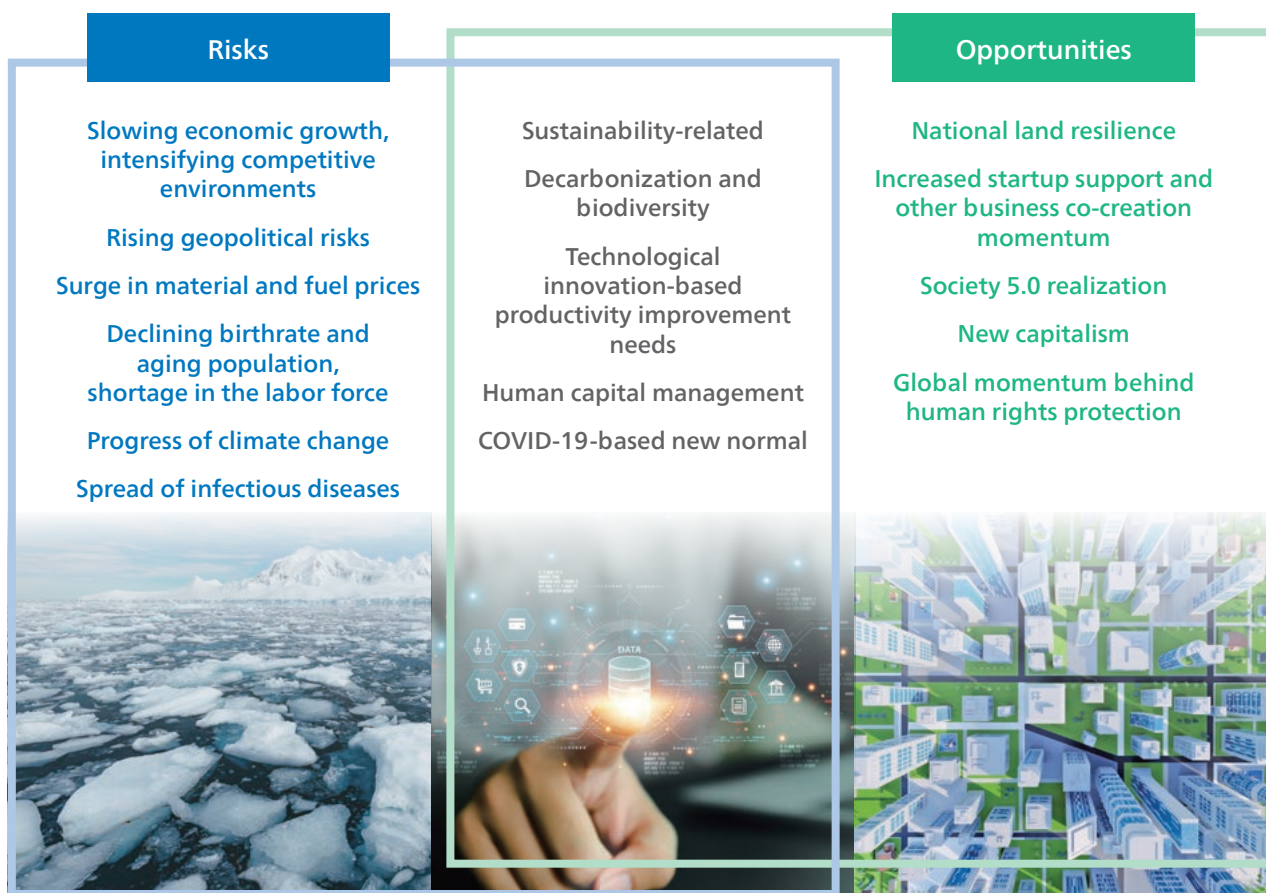 Risks
Slowing economic growth,
intensifying competitive
environments
Rising geopolitical risks
Surge in material and fuel prices
Declining birthrate and
aging population,
shortage in the labor force
Progress of climate change
Spread of infectious diseases
Sustainability-related
Decarbonization and
biodiversity
Technological
innovation-based
productivity improvement
needs
Human capital management
COVID-19-based new normal
Opportunities
National land resilience
Increased startup support and
other business co-creation
momentum
Society 5.0 realization
New capitalism
Global momentum behind
human rights protection
DATA